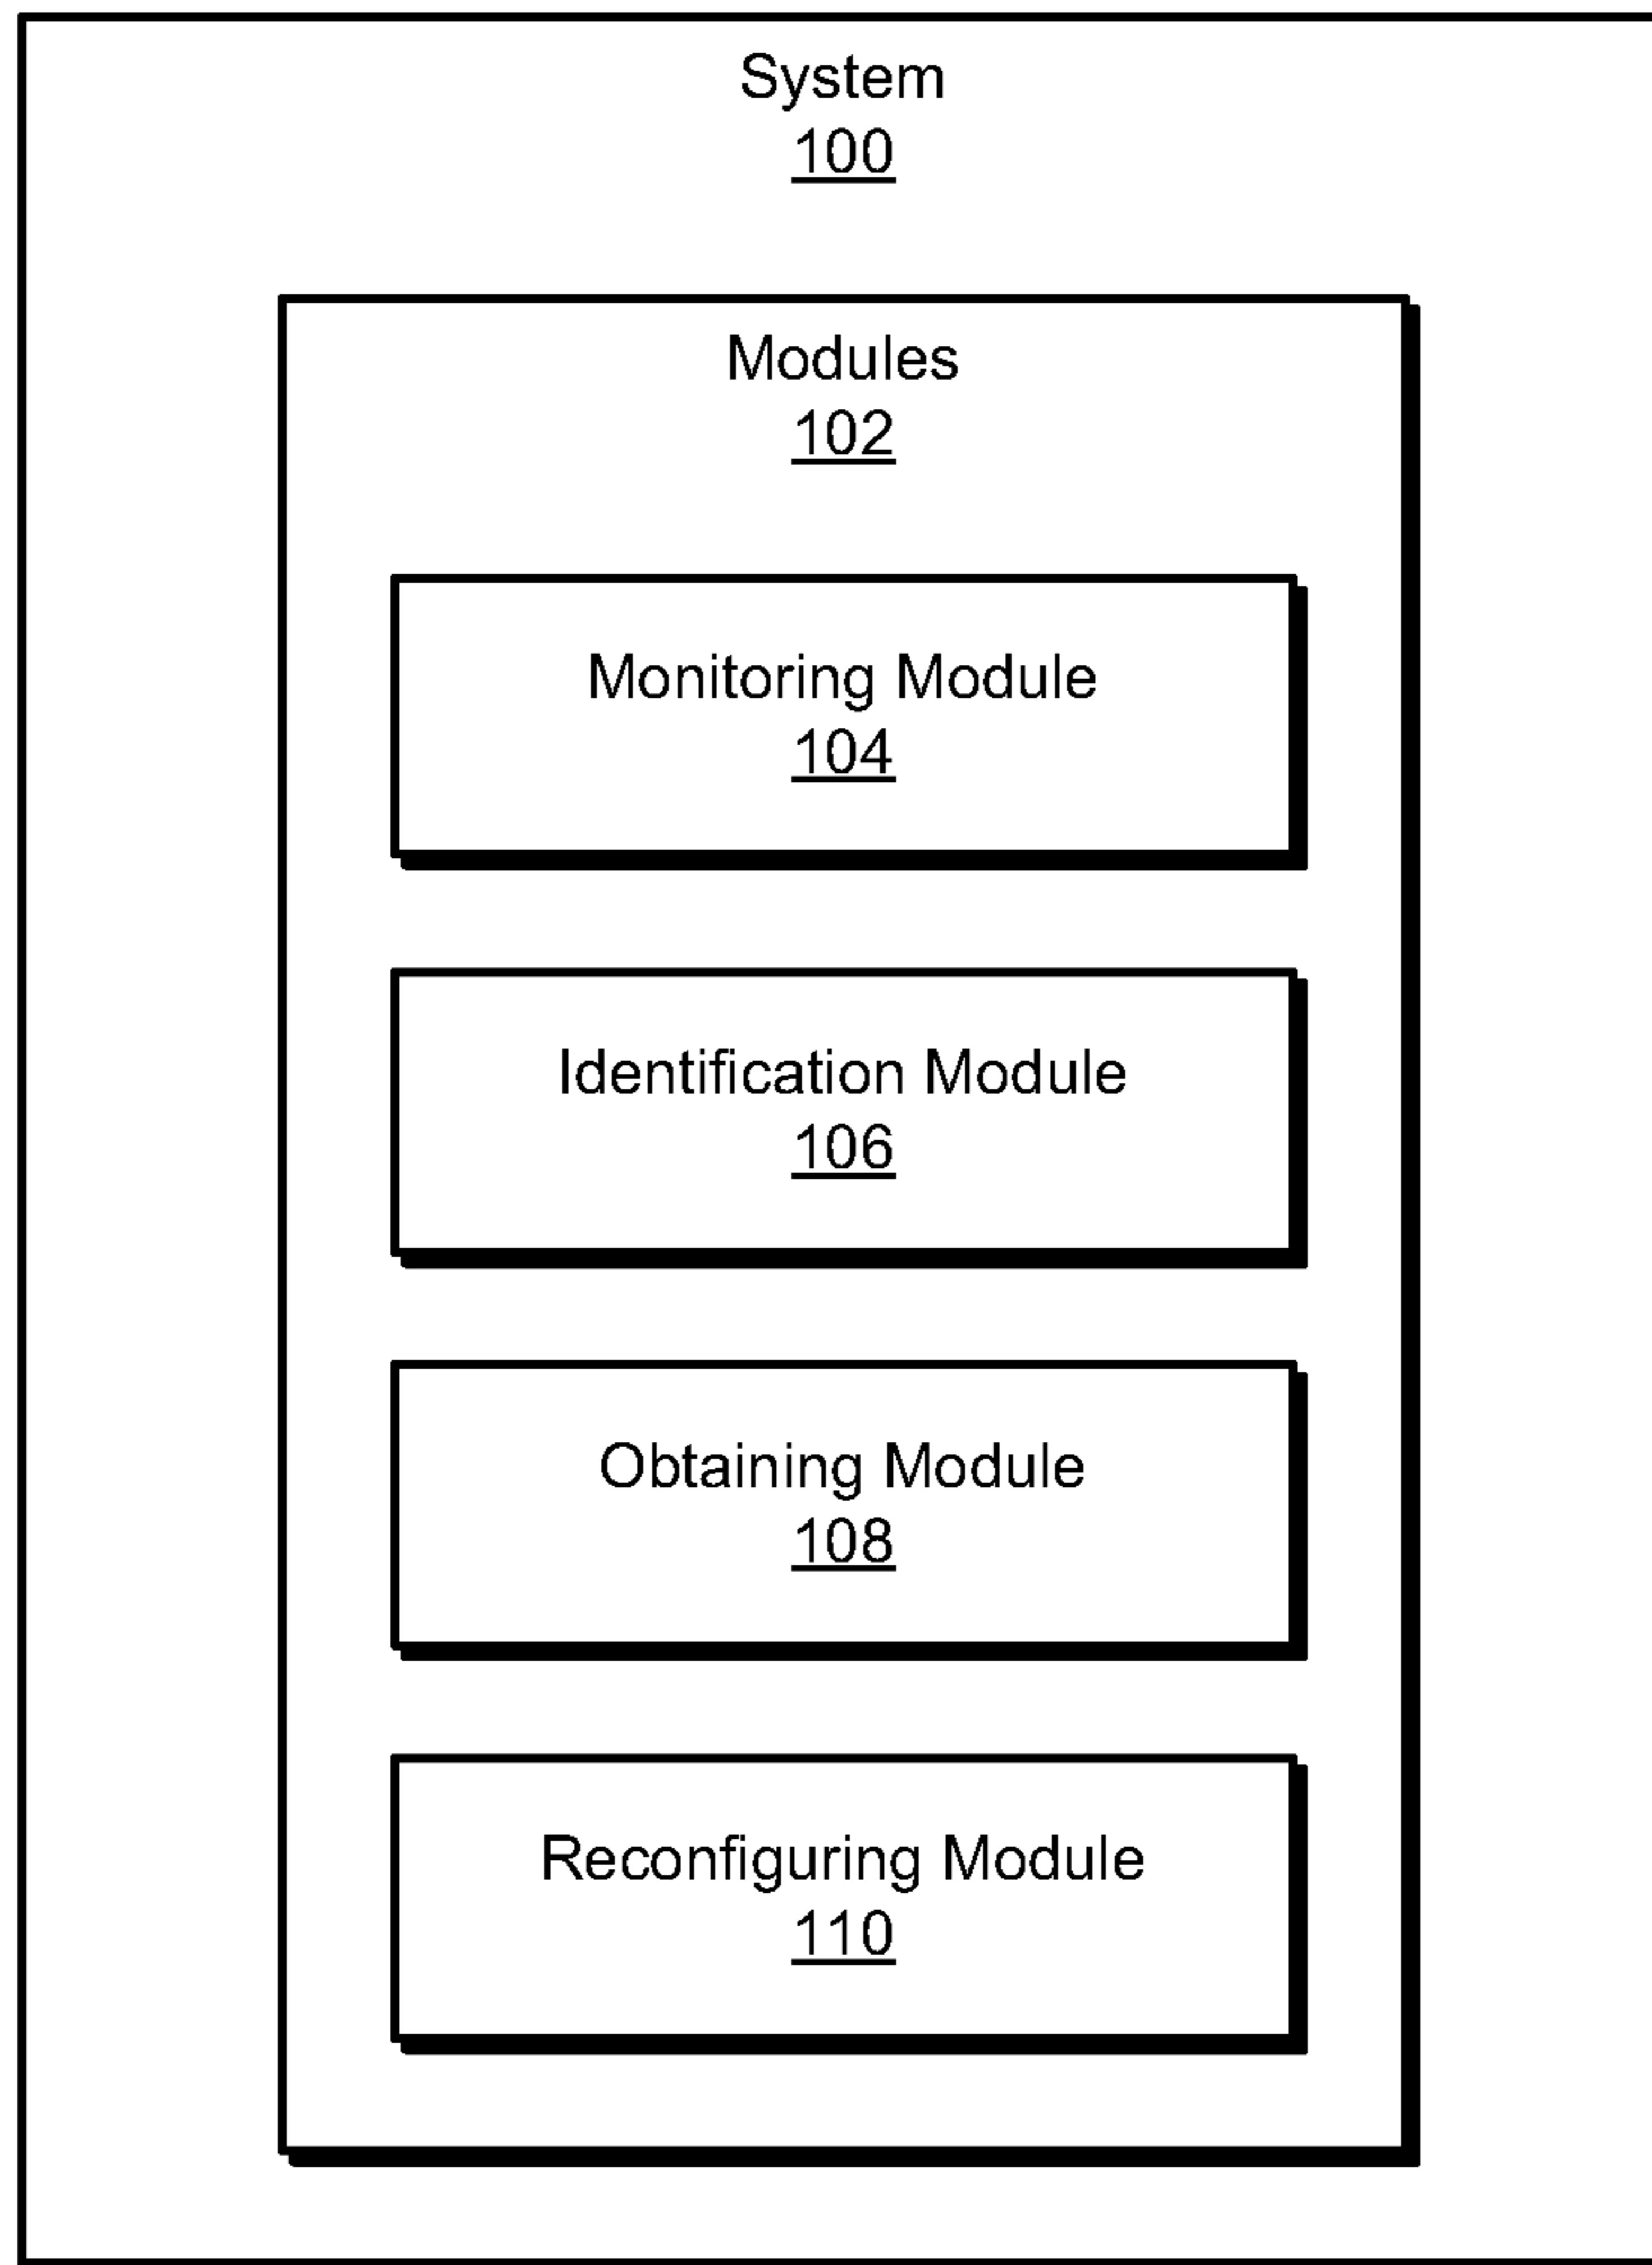 System
100
Modules
102
Monitoring Module
104
Identification Module
106
Obtaining Module
108
Reconfiguring Module
110